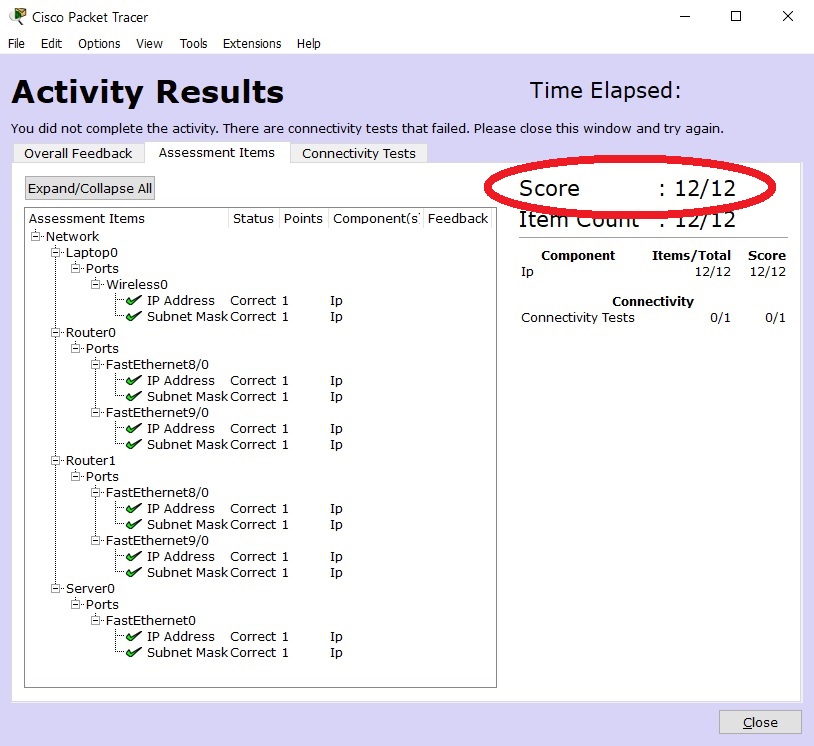 Cisco Packet Tracer
File Edit Options View Tools Extensions Help
Activity Results
Time Elapsed:
You did not complete the activity. There are connectivity tests that failed. Please close this window and try again.
Overall Feedback Assessment Items Connectivity Tests
Expand/Collapse All
Assessment Items Status Points Component(s Feedback
Network
Laptop0
Ports
Wireless0
IP Address Correct 1 Ip
Subnet Mask Correct 1 Ip
Router0
Ports
FastEthernet8/0
IP Address Correct 1 Ip
Subnet Mask Correct 1 Ip
FastEthernet9/0
IP Address Correct 1 Ip
Subnet Mask Correct 1 Ip
Router1
Ports
FastEthernet8/0
IP Address Correct 1 Ip
Subnet Mask Correct 1 Ip
FastEthernet9/0
IP Address Correct 1 Ip
Subnet Mask Correct 1 Ip
Server0
Ports
FastEthernet0
IP Address Correct 1 Ip
Subnet Mask Correct 1 Ip
Score : 12/12
Item Count : 12/12
Component Items/Total Score
Ip 12/12 12/12
Connectivity
Connectivity Tests 0/1 0/1
Close